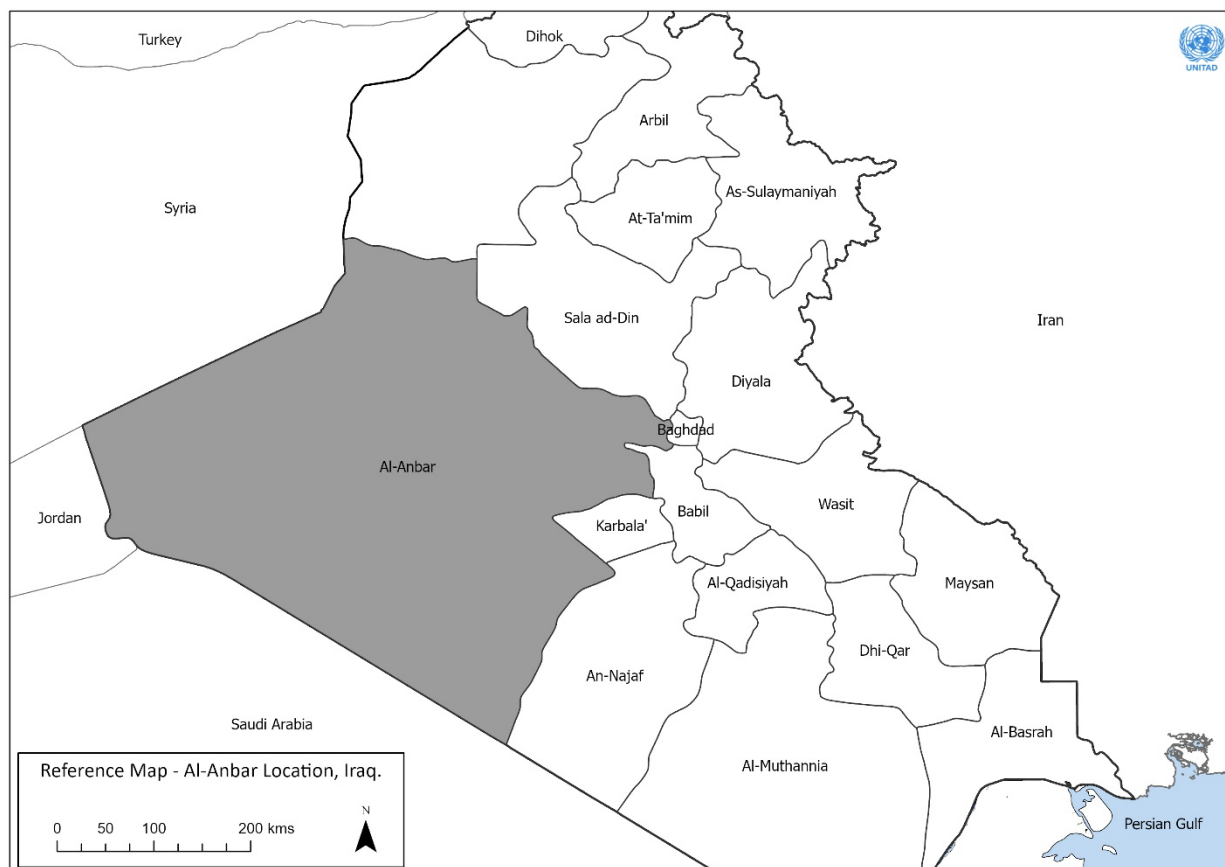 Turkey
Dihok
UNITAD
Arbil
As-Sulaymaniyah
Syria
At-Ta'mim
Sala ad-Din
Iran
Diyala
Baghdad
Al-Anbar
Jordan
Karbala'
Babil
Wasit
Al-Qadisiyah
Maysan
Dhi-Qar
An-Najaf
Saudi Arabia
Al-Basrah
Al-Muthannia
Persian Gulf
Reference Map - Al-Anbar Location, Iraq.
N
0 50 100 200 kms